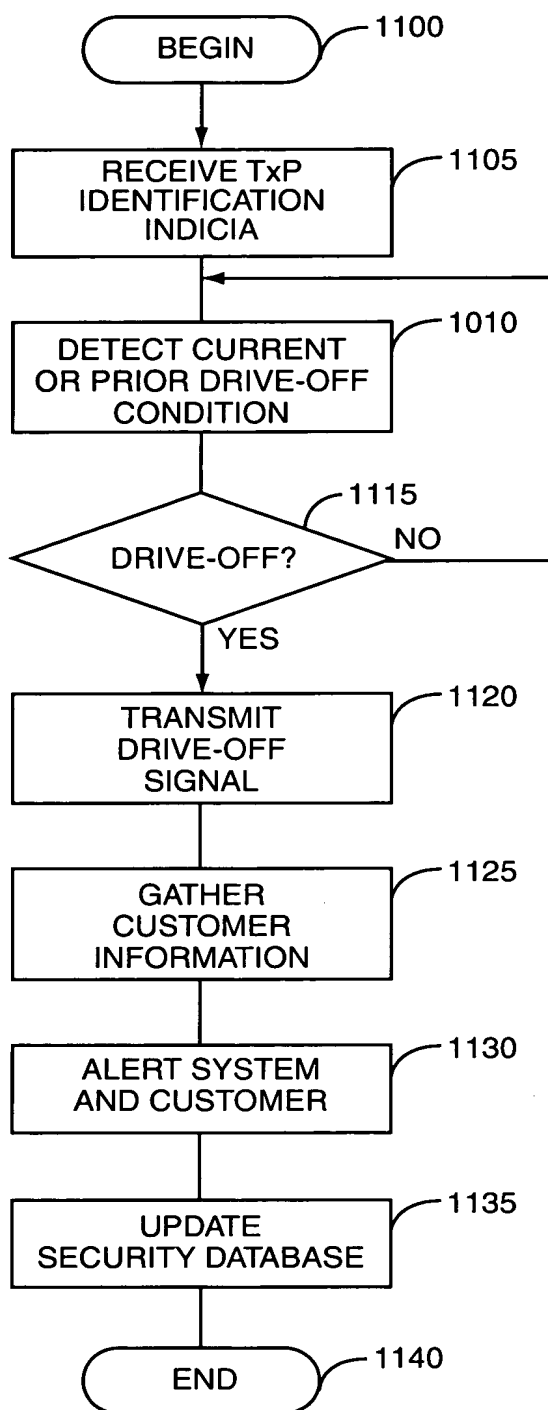 BEGIN
1100
RECEIVE TxP
IDENTIFICATION
INDICIA
1105
DETECT CURRENT
OR PRIOR DRIVE-OFF
CONDITION
1010
DRIVE-OFF?
1115
NO
YES
TRANSMIT
DRIVE-OFF
SIGNAL
1120
GATHER
CUSTOMER
INFORMATION
1125
ALERT SYSTEM
AND CUSTOMER
1130
UPDATE
SECURITY DATABASE
1135
END
1140